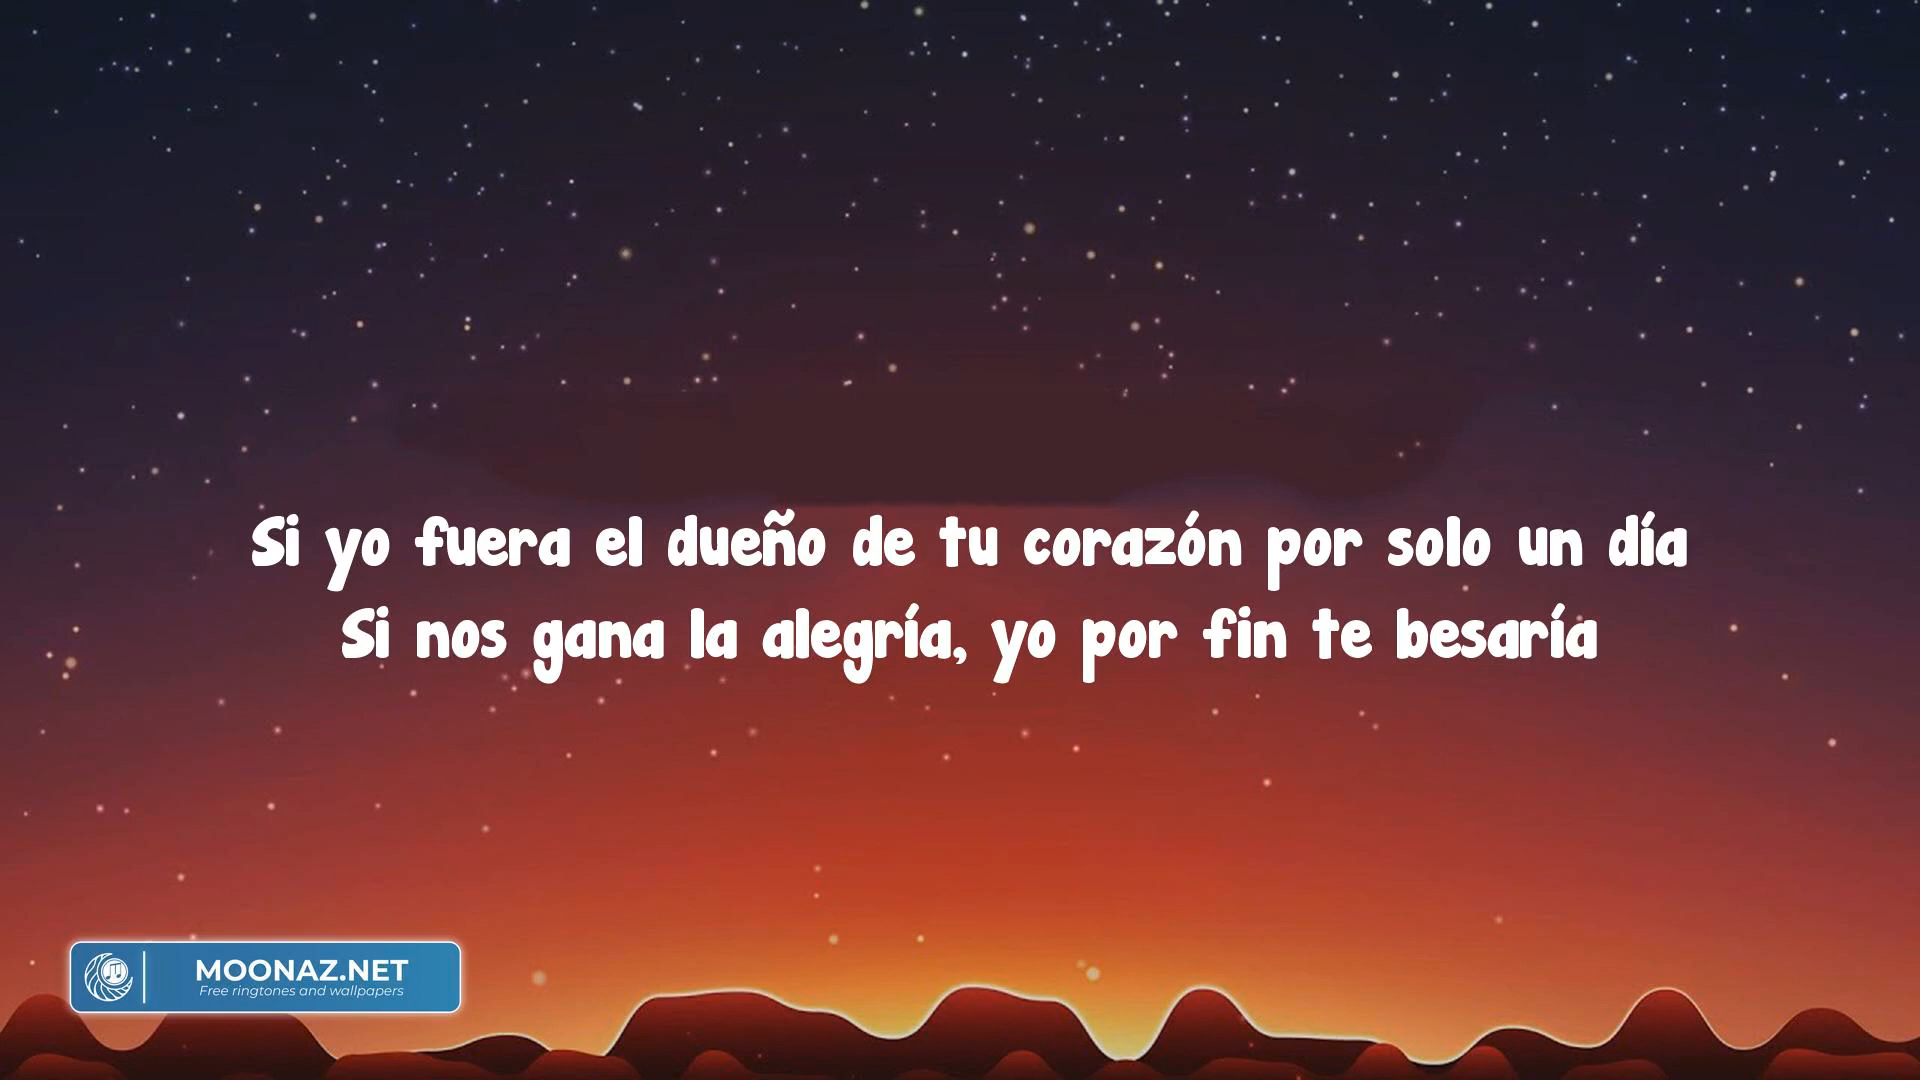 Si yo fuera el dueño de tu corazón por solo un día
Si nos gana la alegría, yo por fin te besaría
MOONAZ.NET
Free ringtones and wallpapers